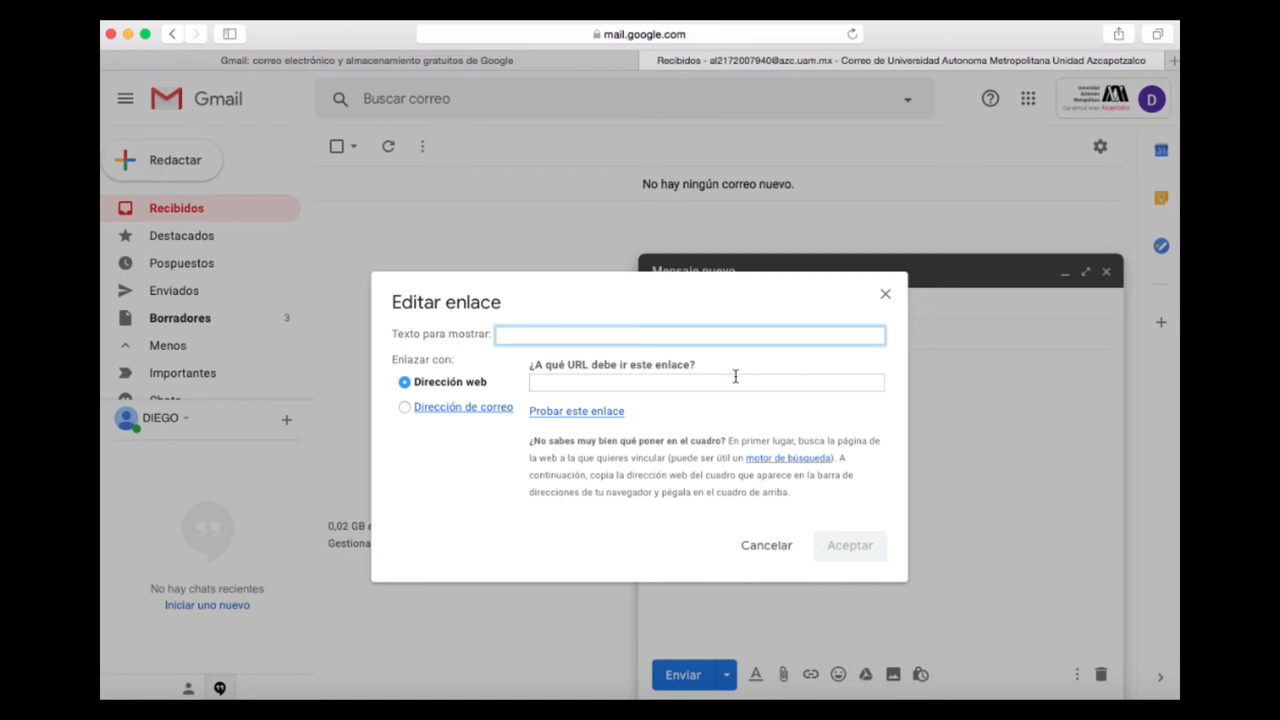 mail.google.com
Gmail: correo electrónico y almacenamiento gratuitos de Google
Recibidos - al2172007940@azc.uam.mx - Correo de Universidad Autonoma Metropolitana Unidad Azcapotzalco
Gmail
Buscar correo
Universidad
Autónoma
Metropolitana
Azcapotzalco
D
Redactar
No hay ningún correo nuevo.
Recibidos
Destacados
Pospuestos
Enviados
Borradores 3
Menos
Importantes
DIEGO
Mensaje nuevo
Editar enlace
Texto para mostrar:
Enlazar con:
¿A qué URL debe ir este enlace?
Dirección web
Dirección de correo
Probar este enlace
¿No sabes muy bien qué poner en el cuadro? En primer lugar, busca la página de
la web a la que quieres vincular (puede ser útil un motor de búsqueda). A
continuación, copia la dirección web del cuadro que aparece en la barra de
direcciones de tu navegador y pégala en el cuadro de arriba.
0,02 GB
Gestiona
Cancelar
Aceptar
No hay chats recientes
Iniciar uno nuevo
Enviar